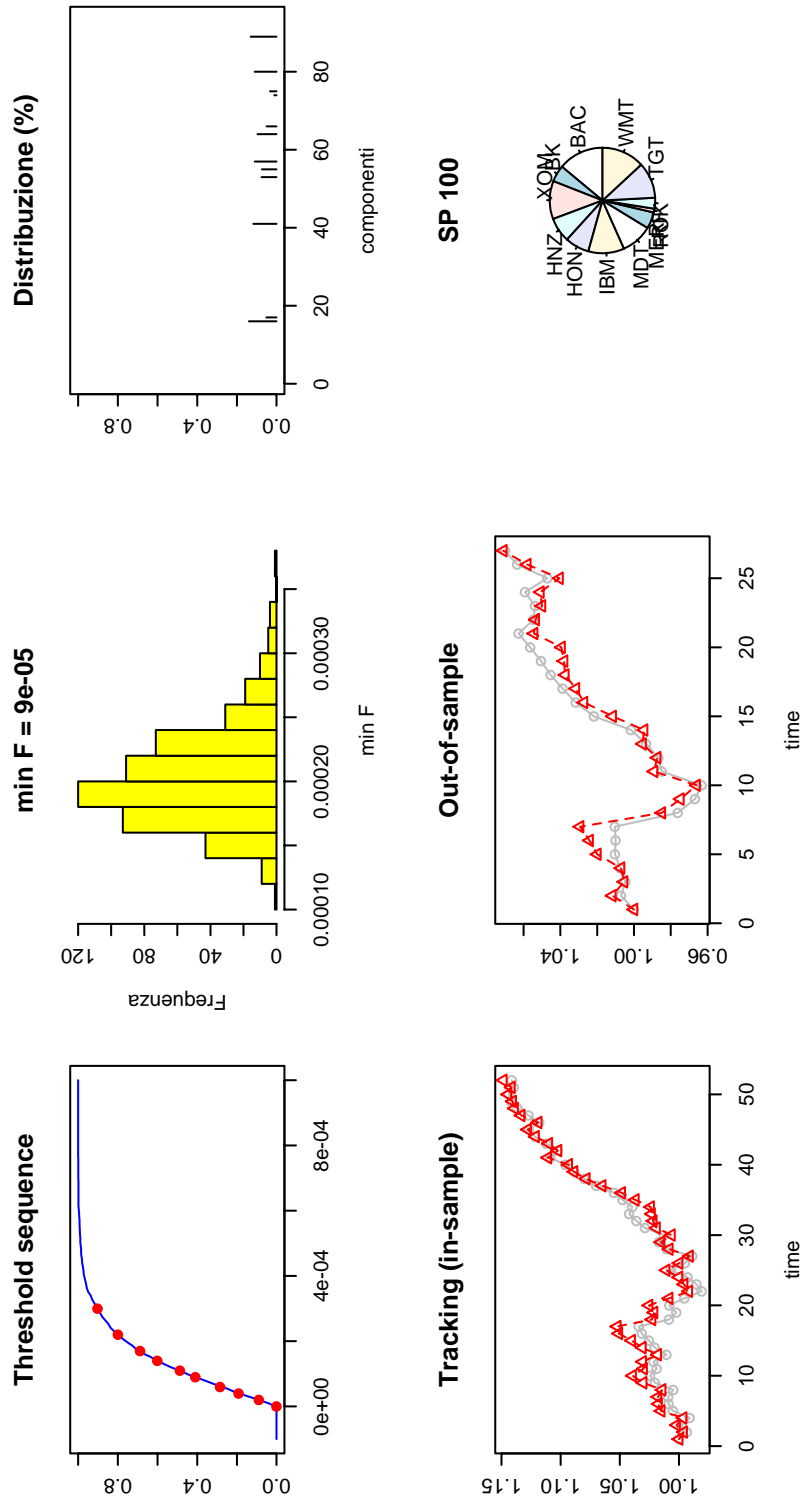 Threshold sequence
0.0
0.4
0.8
0e+00
4e-04
8e-04
min F = 9e-05
Frequenza
0
40
80
120
0.00010
0.00020
0.00030
min F
Distribuzione (%)
0.0
0.4
0.8
0
20
40
60
80
componenti
Tracking (in-sample)
1.00
1.05
1.10
1.15
0
10
20
30
40
50
time
Out-of-sample
0.96
1.00
1.04
0
5
10
15
20
25
time
SP 100
BAC
BK
XOM
HNZ
HON
IBM
MDT
TGT
WMT